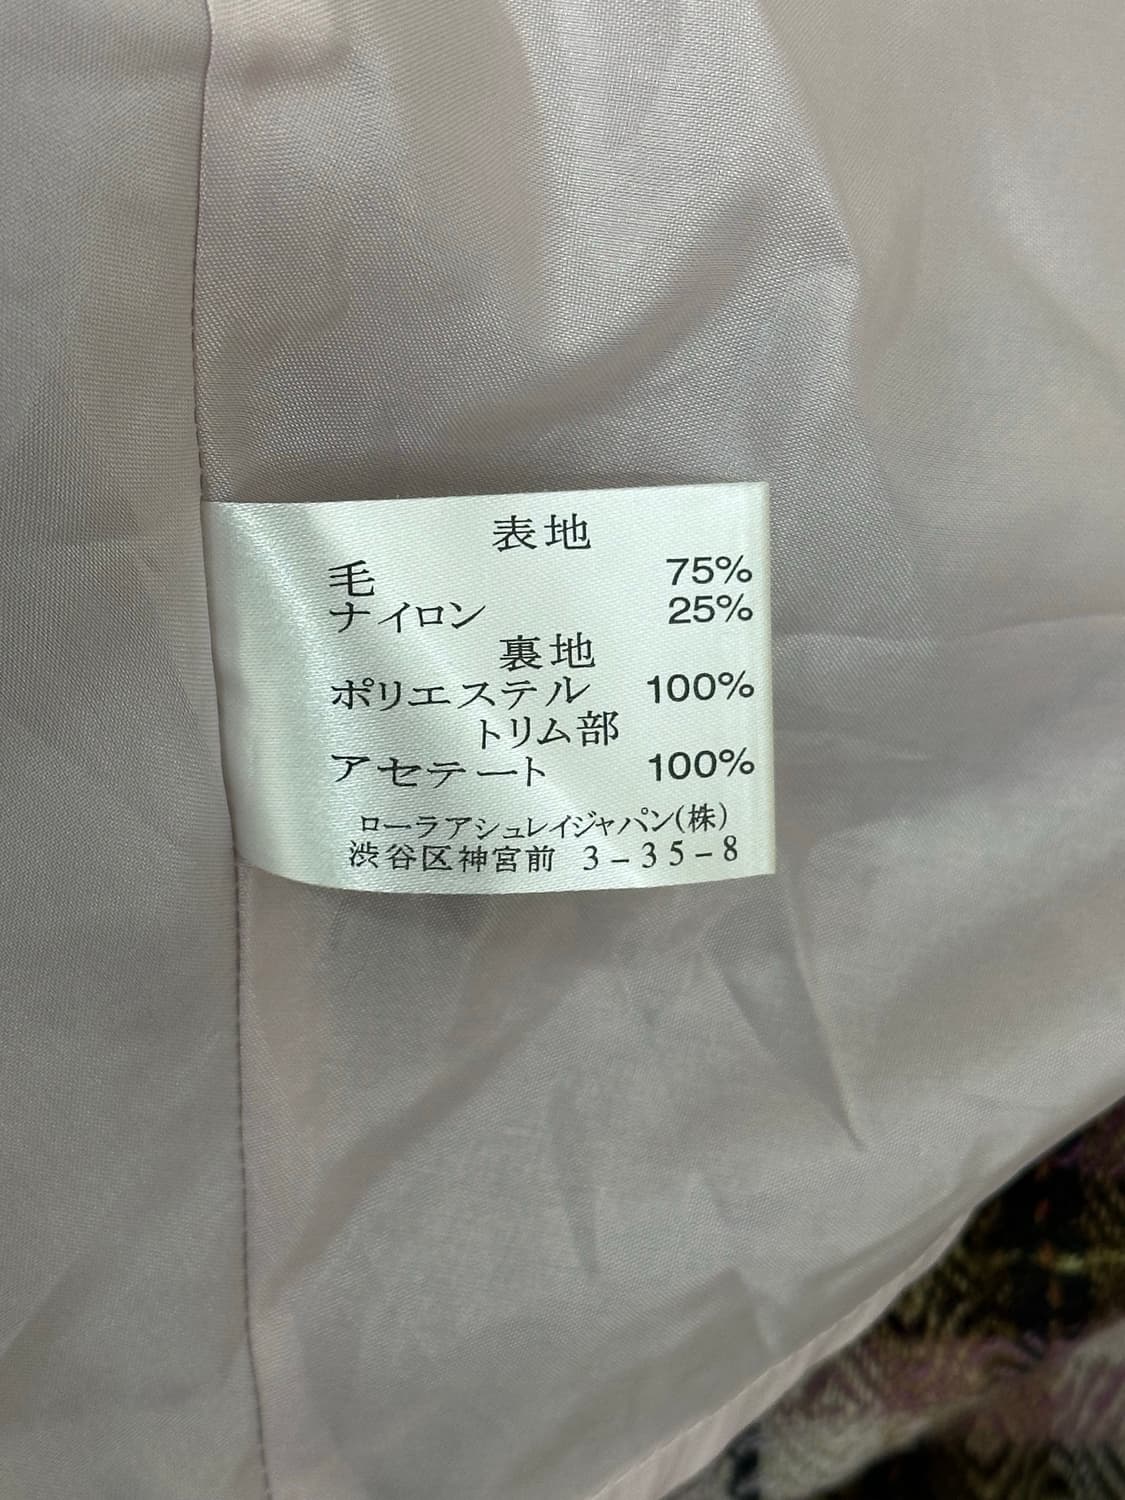 表地
毛 75%
ナイロン 25%
裏地
ポリエステル 100%
トリム部
アセテート 100%
ローラアシュレイジャパン(株)
渋谷区神宮前 3-35-8